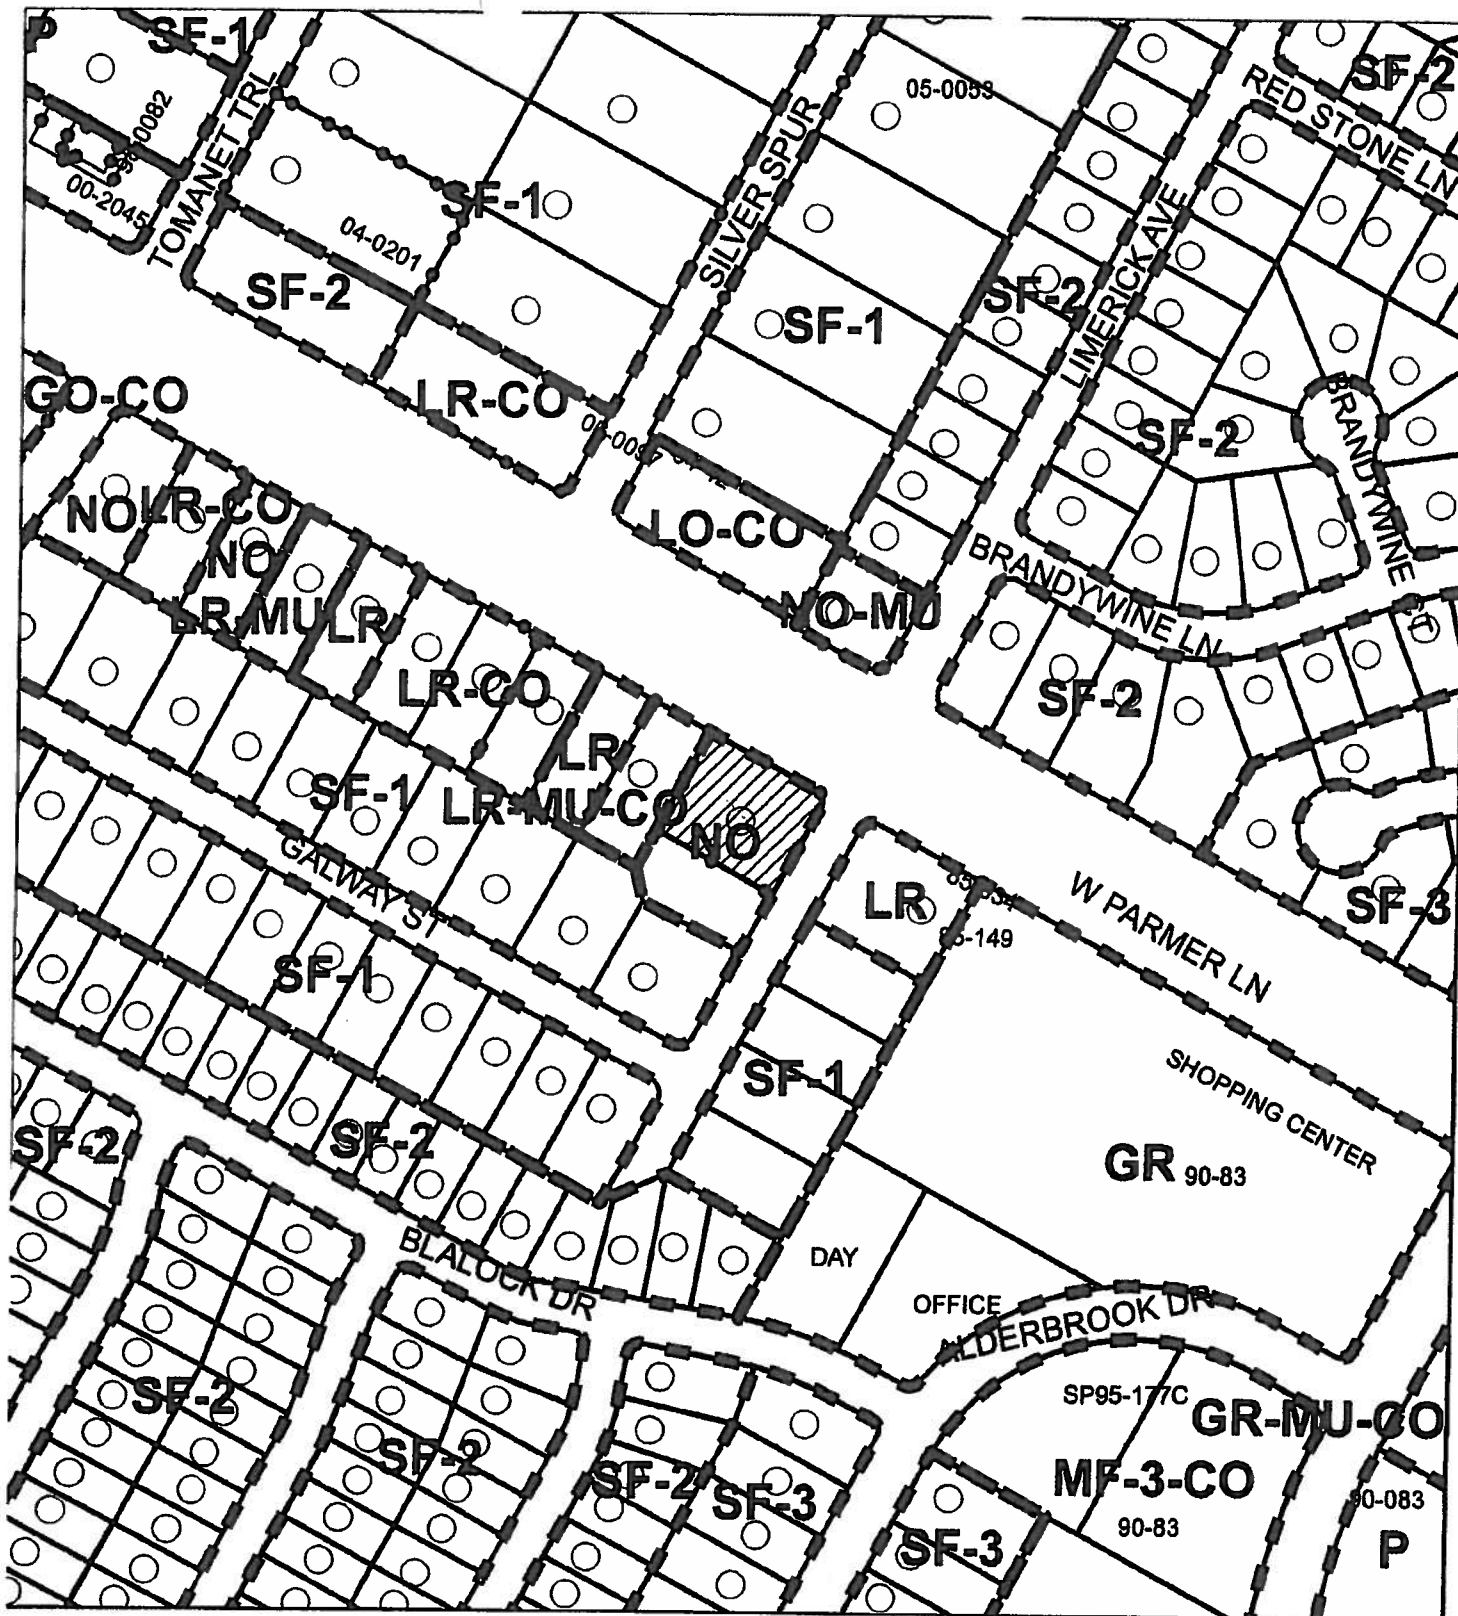 P
SF-1
SF-2
05-0053
RED STONE LN
TOMANET TRL
00-2045
SF-1
04-0201
SILVER SPUR
SF-2
SF-1
SF-2
LIMERICK AVE
GO-CO
LR-CO
SF-2
BRANDYWINE CT
NO
LR-CO
NO
LO-CO
BRANDYWINE LN
LR-MU
LR
NO-MU
LR-CO
SF-2
LR
SF-1
LR-MU-CO
NO
GALWAY ST
LR
W PARMER LN
SF-3
85-149
SF-1
SF-1
SHOPPING CENTER
SF-2
SF-2
GR 90-83
BLALOCK DR
DAY
OFFICE
ALDERBROOK DR
SF-2
SP95-177C
GR-MU-CO
SF-2
SF-2
SF-3
MF-3-CO
90-83
90-083
SF-3
P